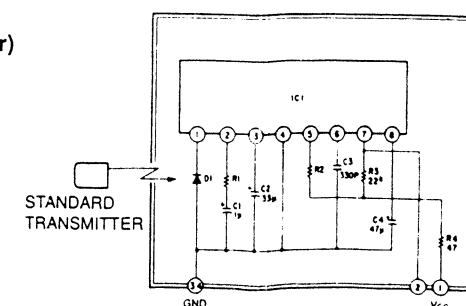 r)
IC1
1 2 3 4 5 6 7 8
D1
R1
C1
1μ
C2
33μ
R2
C3
330P
R3
22k
C4
47μ
R4
47
STANDARD
TRANSMITTER
3 4
GND
2 1
Vcc